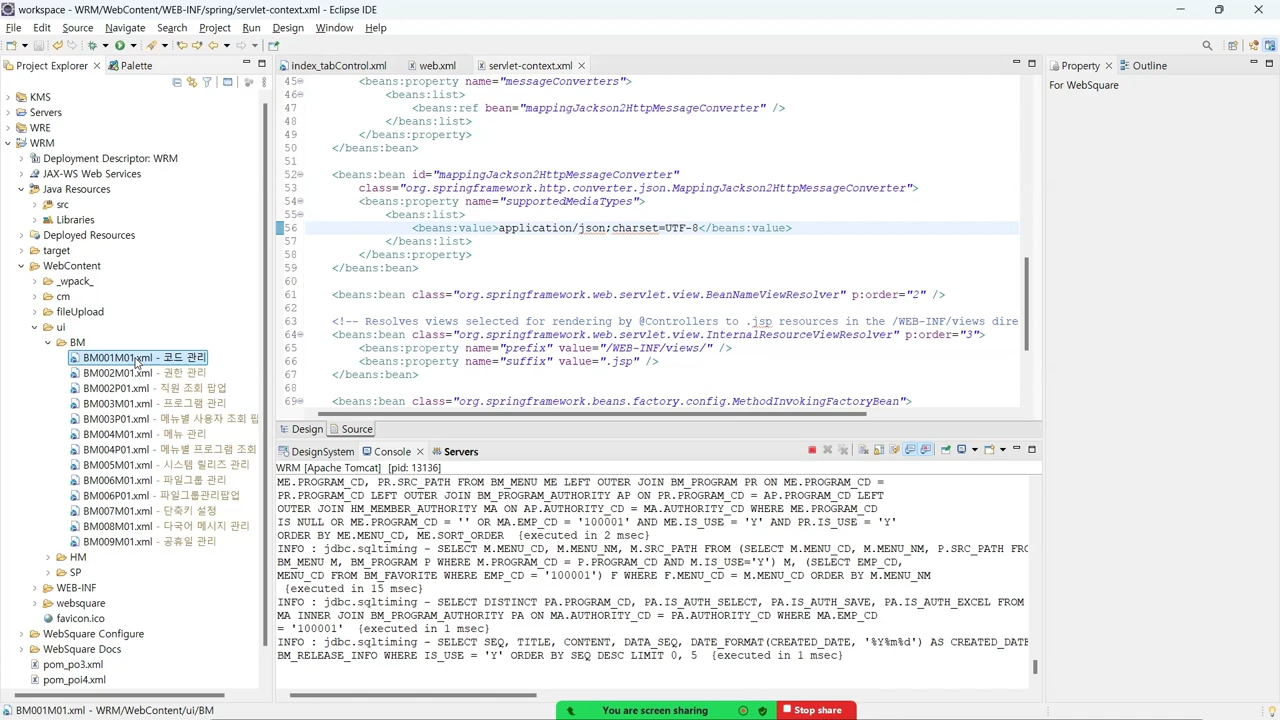 workspace - WRM/WebContent/WEB-INF/spring/servlet-context.xml - Eclipse IDE
File Edit Source Navigate Search Project Run Design Window Help
Project Explorer
Palette
KMS
Servers
WRE
WRM
Deployment Descriptor: WRM
JAX-WS Web Services
Java Resources
src
Libraries
Deployed Resources
target
WebContent
_wpack_
cm
fileUpload
ui
BM
BM001M01.xml - 코드 관리
BM002M01.xml - 권한 관리
BM002P01.xml - 직원 조회 팝업
BM003M01.xml - 프로그램 관리
BM003P01.xml - 메뉴별 사용자 조회 팝
BM004M01.xml - 메뉴 관리
BM004P01.xml - 메뉴별 프로그램 조회
BM005M01.xml - 시스템 릴리즈 관리
BM006M01.xml - 파일그룹 관리
BM006P01.xml - 파일그룹관리팝업
BM007M01.xml - 단축키 설정
BM008M01.xml - 다국어 메시지 관리
BM009M01.xml - 공휴일 관리
HM
SP
WEB-INF
websquare
favicon.ico
WebSquare Configure
WebSquare Docs
pom_po3.xml
pom_poi4.xml
index_tabControl.xml
web.xml
servlet-context.xml
45 <beans:property name="messageConverters">
46 <beans:list>
47 <beans:ref bean="mappingJackson2HttpMessageConverter" />
48 </beans:list>
49 </beans:property>
50 </beans:bean>
51
52 <beans:bean id="mappingJackson2HttpMessageConverter"
53 class="org.springframework.http.converter.json.MappingJackson2HttpMessageConverter">
54 <beans:property name="supportedMediaTypes">
55 <beans:list>
56 <beans:value>application/json;charset=UTF-8</beans:value>
57 </beans:list>
58 </beans:property>
59 </beans:bean>
60
61 <beans:bean class="org.springframework.web.servlet.view.BeanNameViewResolver" p:order="2" />
62
63 <!-- Resolves views selected for rendering by @Controllers to .jsp resources in the /WEB-INF/views dire
64 <beans:bean class="org.springframework.web.servlet.view.InternalResourceViewResolver" p:order="3">
65 <beans:property name="prefix" value="/WEB-INF/views/" />
66 <beans:property name="suffix" value=".jsp" />
67 </beans:bean>
68
69 <beans:bean class="org.springframework.beans.factory.config.MethodInvokingFactoryBean">
Design Source
DesignSystem Console Servers
WRM [Apache Tomcat] [pid: 13136]
ME.PROGRAM_CD, PR.SRC_PATH FROM BM_MENU ME LEFT OUTER JOIN BM_PROGRAM PR ON ME.PROGRAM_CD =
PR.PROGRAM_CD LEFT OUTER JOIN BM_PROGRAM_AUTHORITY AP ON PR.PROGRAM_CD = AP.PROGRAM_CD LEFT
OUTER JOIN HM_MEMBER_AUTHORITY MA ON AP.AUTHORITY_CD = MA.AUTHORITY_CD WHERE ME.PROGRAM_CD
IS NULL OR ME.PROGRAM_CD = '' OR MA.EMP_CD = '100001' AND ME.IS_USE = 'Y' AND PR.IS_USE = 'Y'
ORDER BY ME.MENU_CD, ME.SORT_ORDER {executed in 2 msec}
INFO : jdbc.sqltiming - SELECT M.MENU_CD, M.MENU_NM, M.SRC_PATH FROM (SELECT M.MENU_CD, M.MENU_NM, P.SRC_PATH FRO
BM_MENU M, BM_PROGRAM P WHERE M.PROGRAM_CD = P.PROGRAM_CD AND M.IS_USE='Y') M, (SELECT EMP_CD,
MENU_CD FROM BM_FAVORITE WHERE EMP_CD = '100001') F WHERE F.MENU_CD = M.MENU_CD ORDER BY M.MENU_NM
{executed in 15 msec}
INFO : jdbc.sqltiming - SELECT DISTINCT PA.PROGRAM_CD, PA.IS_AUTH_SELECT, PA.IS_AUTH_SAVE, PA.IS_AUTH_EXCEL FROM
MA INNER JOIN BM_PROGRAM_AUTHORITY PA ON MA.AUTHORITY_CD = PA.AUTHORITY_CD WHERE MA.EMP_CD
= '100001' {executed in 1 msec}
INFO : jdbc.sqltiming - SELECT SEQ, TITLE, CONTENT, DATA_SEQ, DATE_FORMAT(CREATED_DATE, '%Y%m%d') AS CREATED_DATE
BM_RELEASE_INFO WHERE IS_USE = 'Y' ORDER BY SEQ DESC LIMIT 0, 5 {executed in 1 msec}
Property Outline
For WebSquare
BM001M01.xml - WRM/WebContent/ui/BM
You are screen sharing
Stop share